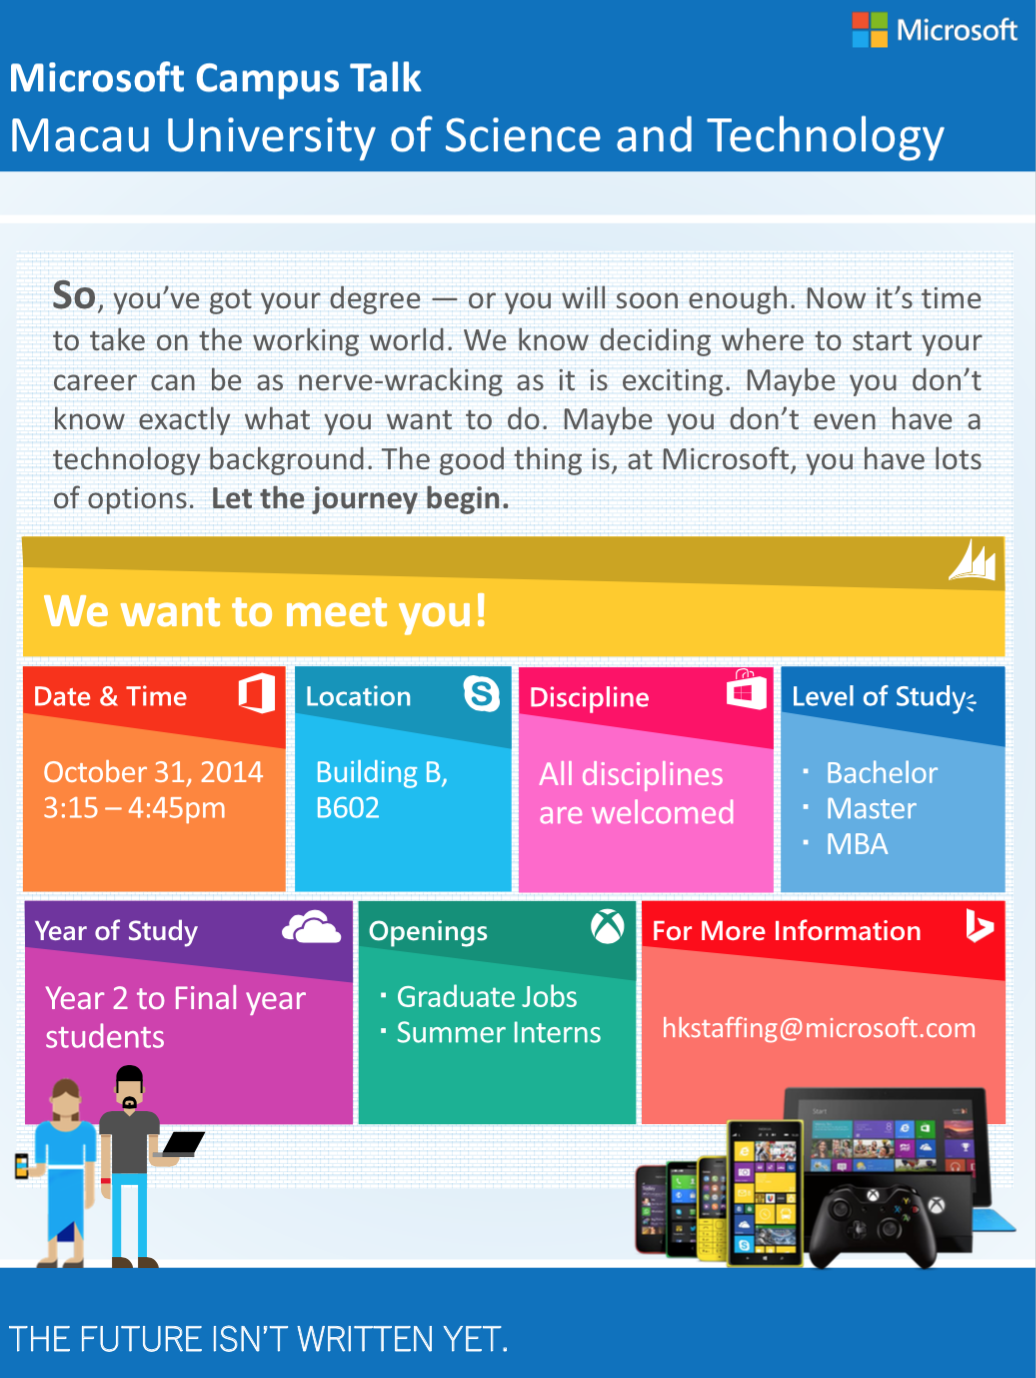 Microsoft
Microsoft Campus Talk
Macau University of Science and Technology
So, you've got your degree — or you will soon enough. Now it's time
to take on the working world. We know deciding where to start your
career can be as nerve-wracking as it is exciting. Maybe you don't
know exactly what you want to do. Maybe you don't even have a
technology background. The good thing is, at Microsoft, you have lots
of options. Let the journey begin.
We want to meet you!
Date & Time
October 31, 2014
3:15 – 4:45pm
Location
Building B,
B602
Discipline
All disciplines
are welcomed
Level of Study
▪ Bachelor
▪ Master
▪ MBA
Year of Study
Year 2 to Final year
students
Openings
▪ Graduate Jobs
▪ Summer Interns
For More Information
hkstaffing@microsoft.com
Start
THE FUTURE ISN'T WRITTEN YET.